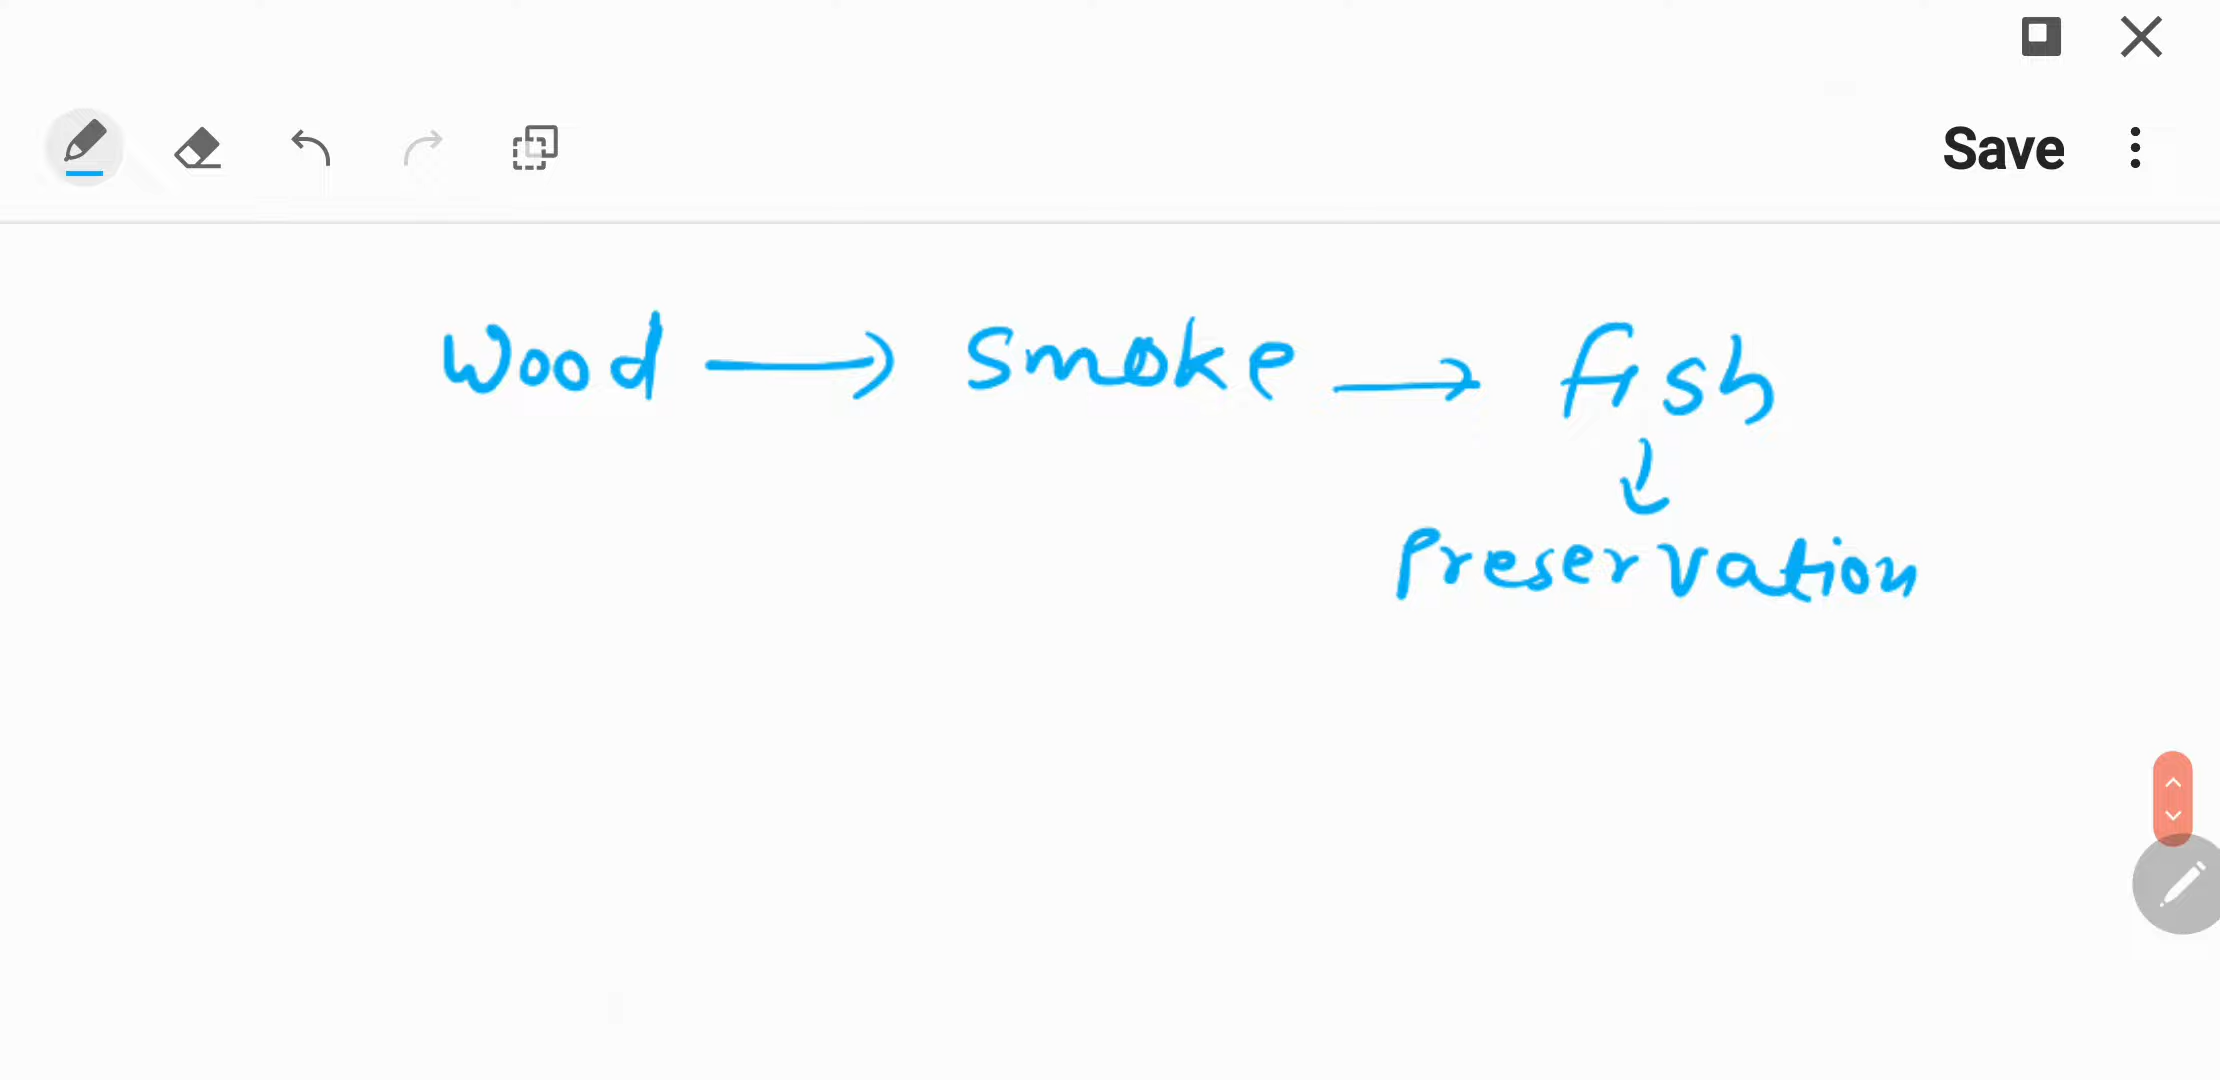 Save
Wood → Smoke → fish
↓
Preservation